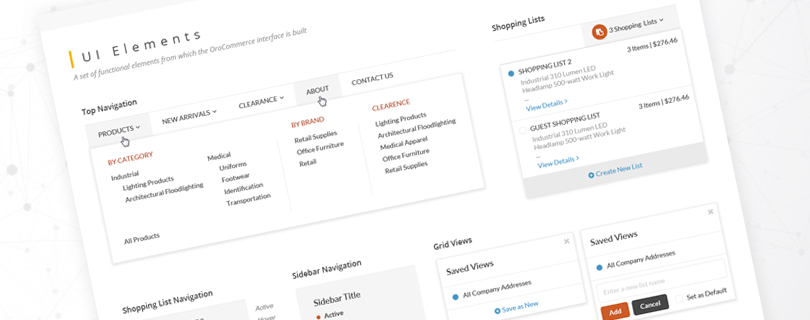 UI Elements
A set of functional elements from which the OroCommerce interface is built
Top Navigation
PRODUCTS
NEW ARRIVALS
CLEARANCE
ABOUT
CONTACT US
BY CATEGORY
Industrial
Lighting Products
Architectural Floodlighting
Medical
Uniforms
Footwear
Identification
Transportation
All Products
BY BRAND
Retail Supplies
Office Furniture
Retail
CLEARENCE
Lighting Products
Architectural Floodlighting
Medical Apparel
Office Furniture
Retail Supplies
Shopping Lists
3 Shopping Lists
SHOPPING LIST 2
3 Items | $276.46
Industrial 310 Lumen LED
Headlamp 500-watt Work Light
...
View Details >
GUEST SHOPPING LIST
3 Items | $276.46
Industrial 310 Lumen LED
Headlamp 500-watt Work Light
...
View Details >
Create New List
Shopping List Navigation
Active
Hover
Sidebar Navigation
Sidebar Title
Active
Grid Views
Saved Views
All Company Addresses
Save as New
Saved Views
All Company Addresses
Enter a new list name
Add
Cancel
Set as Default